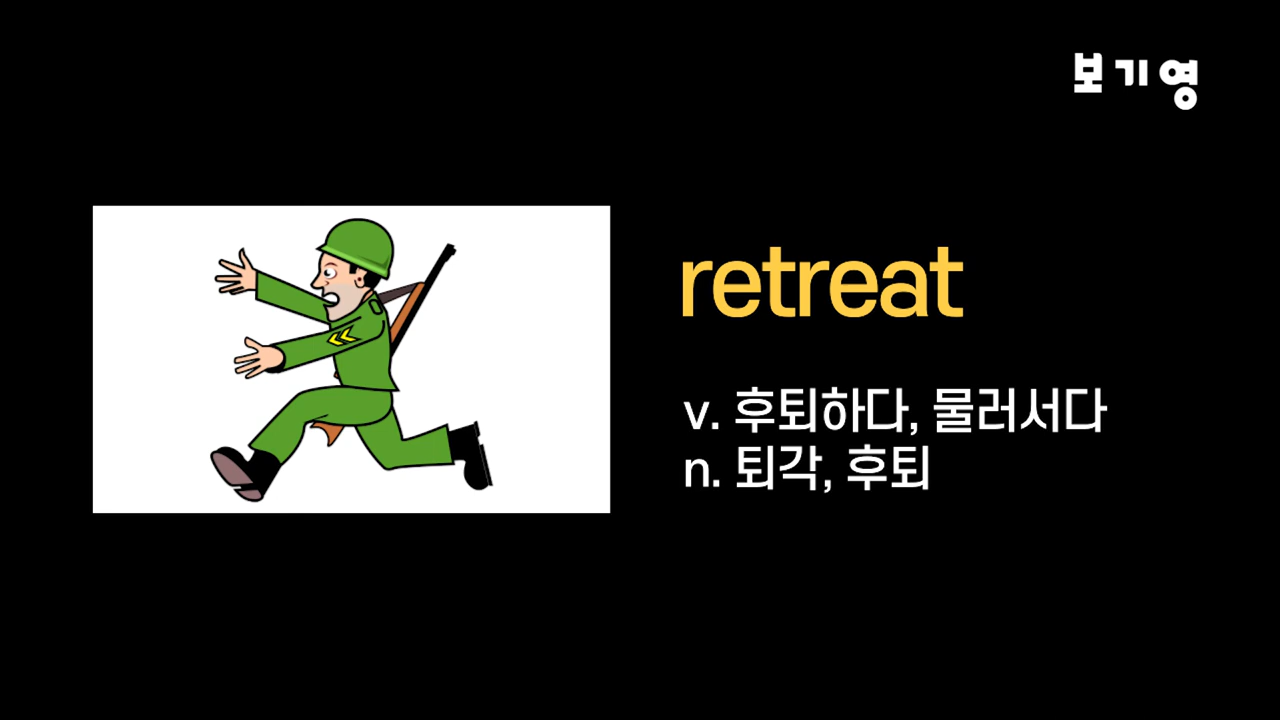 보기영
retreat
v. 후퇴하다, 물러서다
n. 퇴각, 후퇴